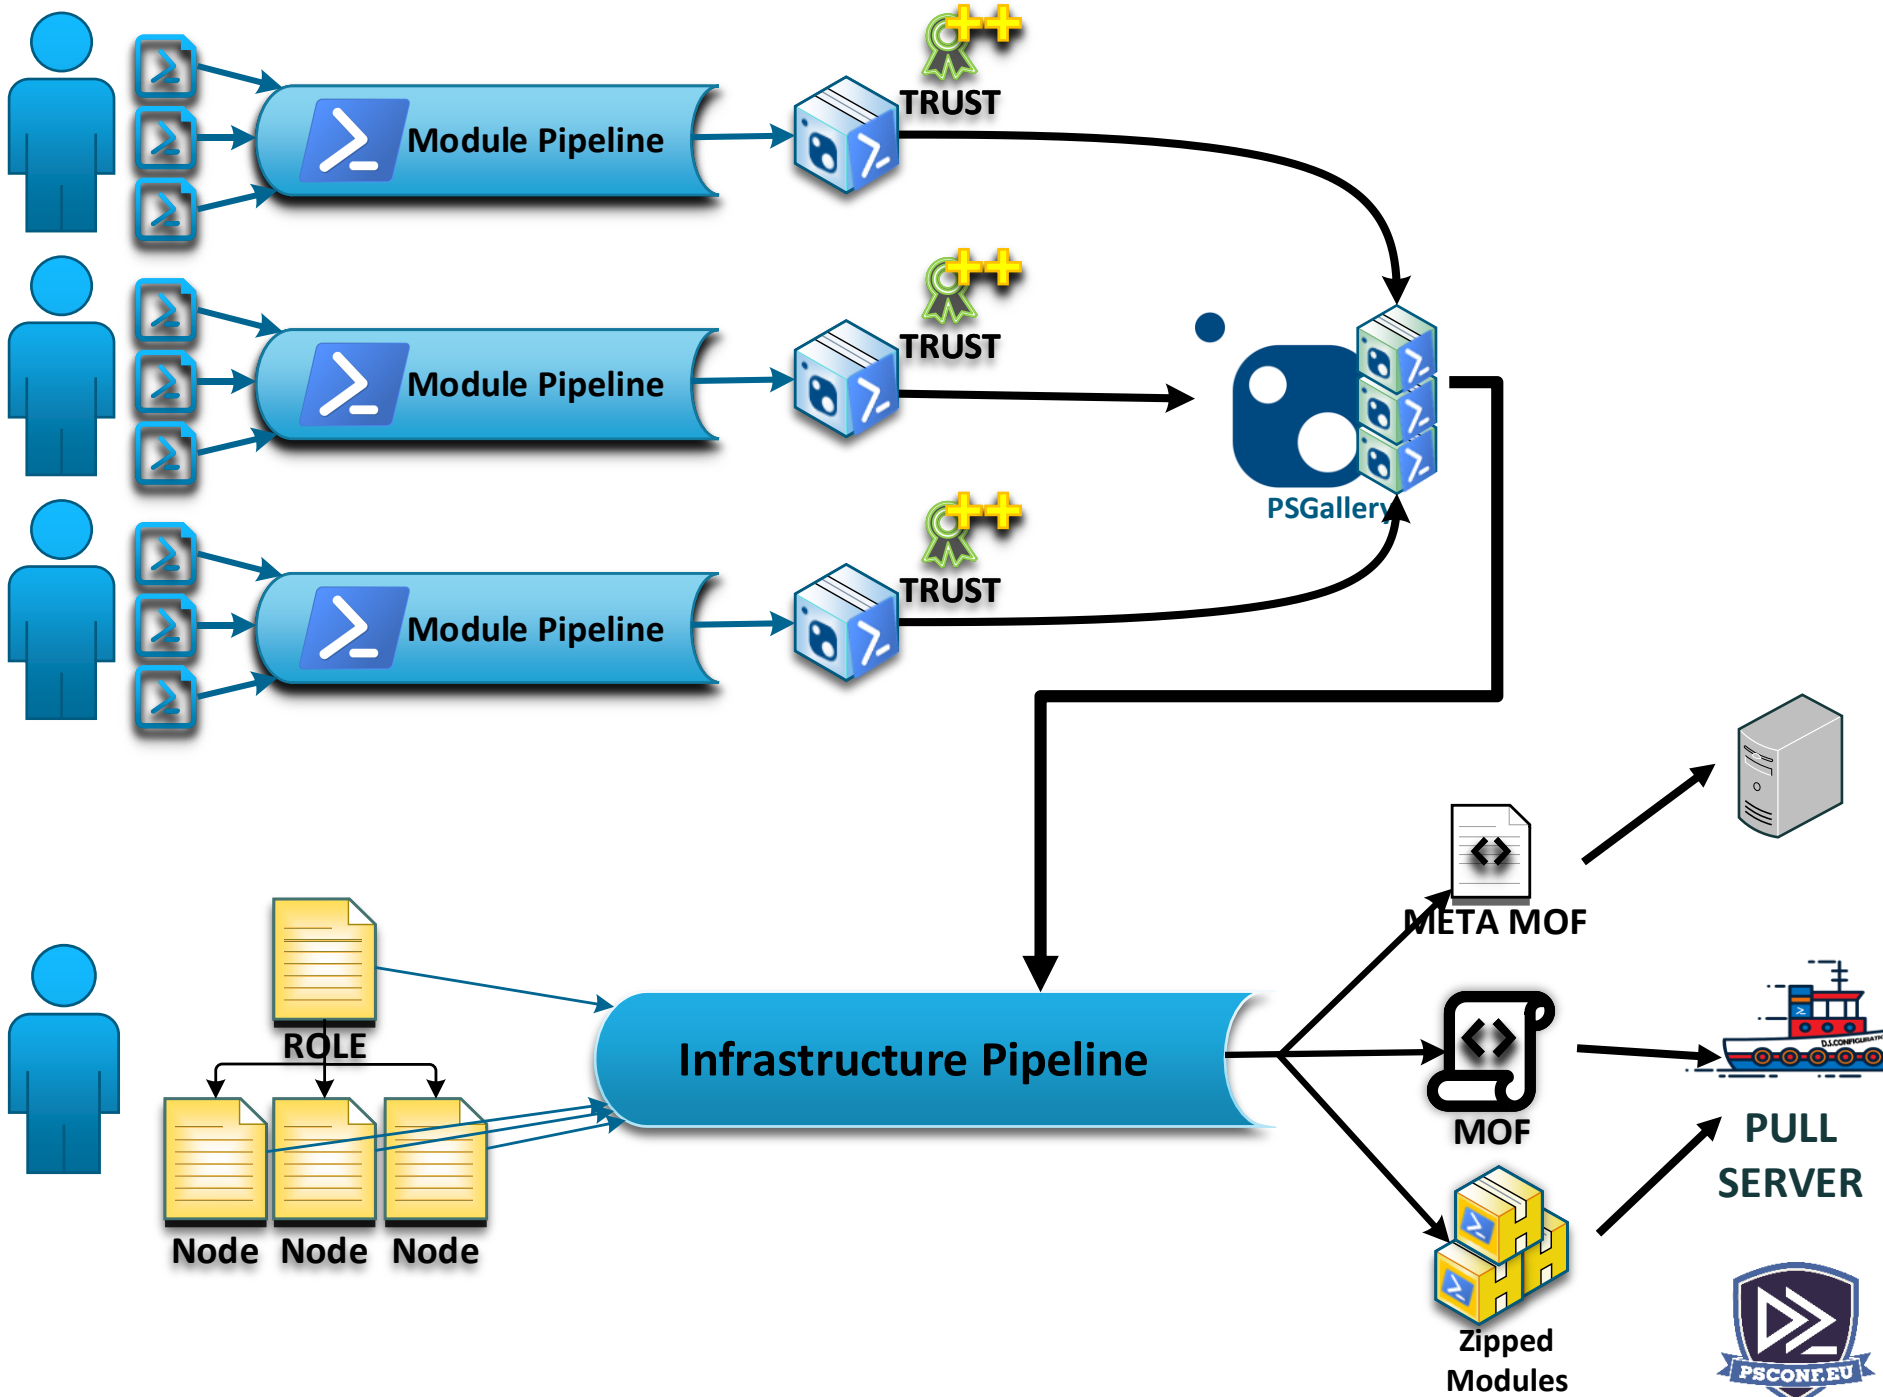 TRUST
Module Pipeline
TRUST
Module Pipeline
PSGallery
TRUST
Module Pipeline
META MOF
ROLE
Infrastructure Pipeline
D.S.CONFIGURATI
MOF
PULL
SERVER
Node Node Node
Zipped
Modules
PSCONF.EU